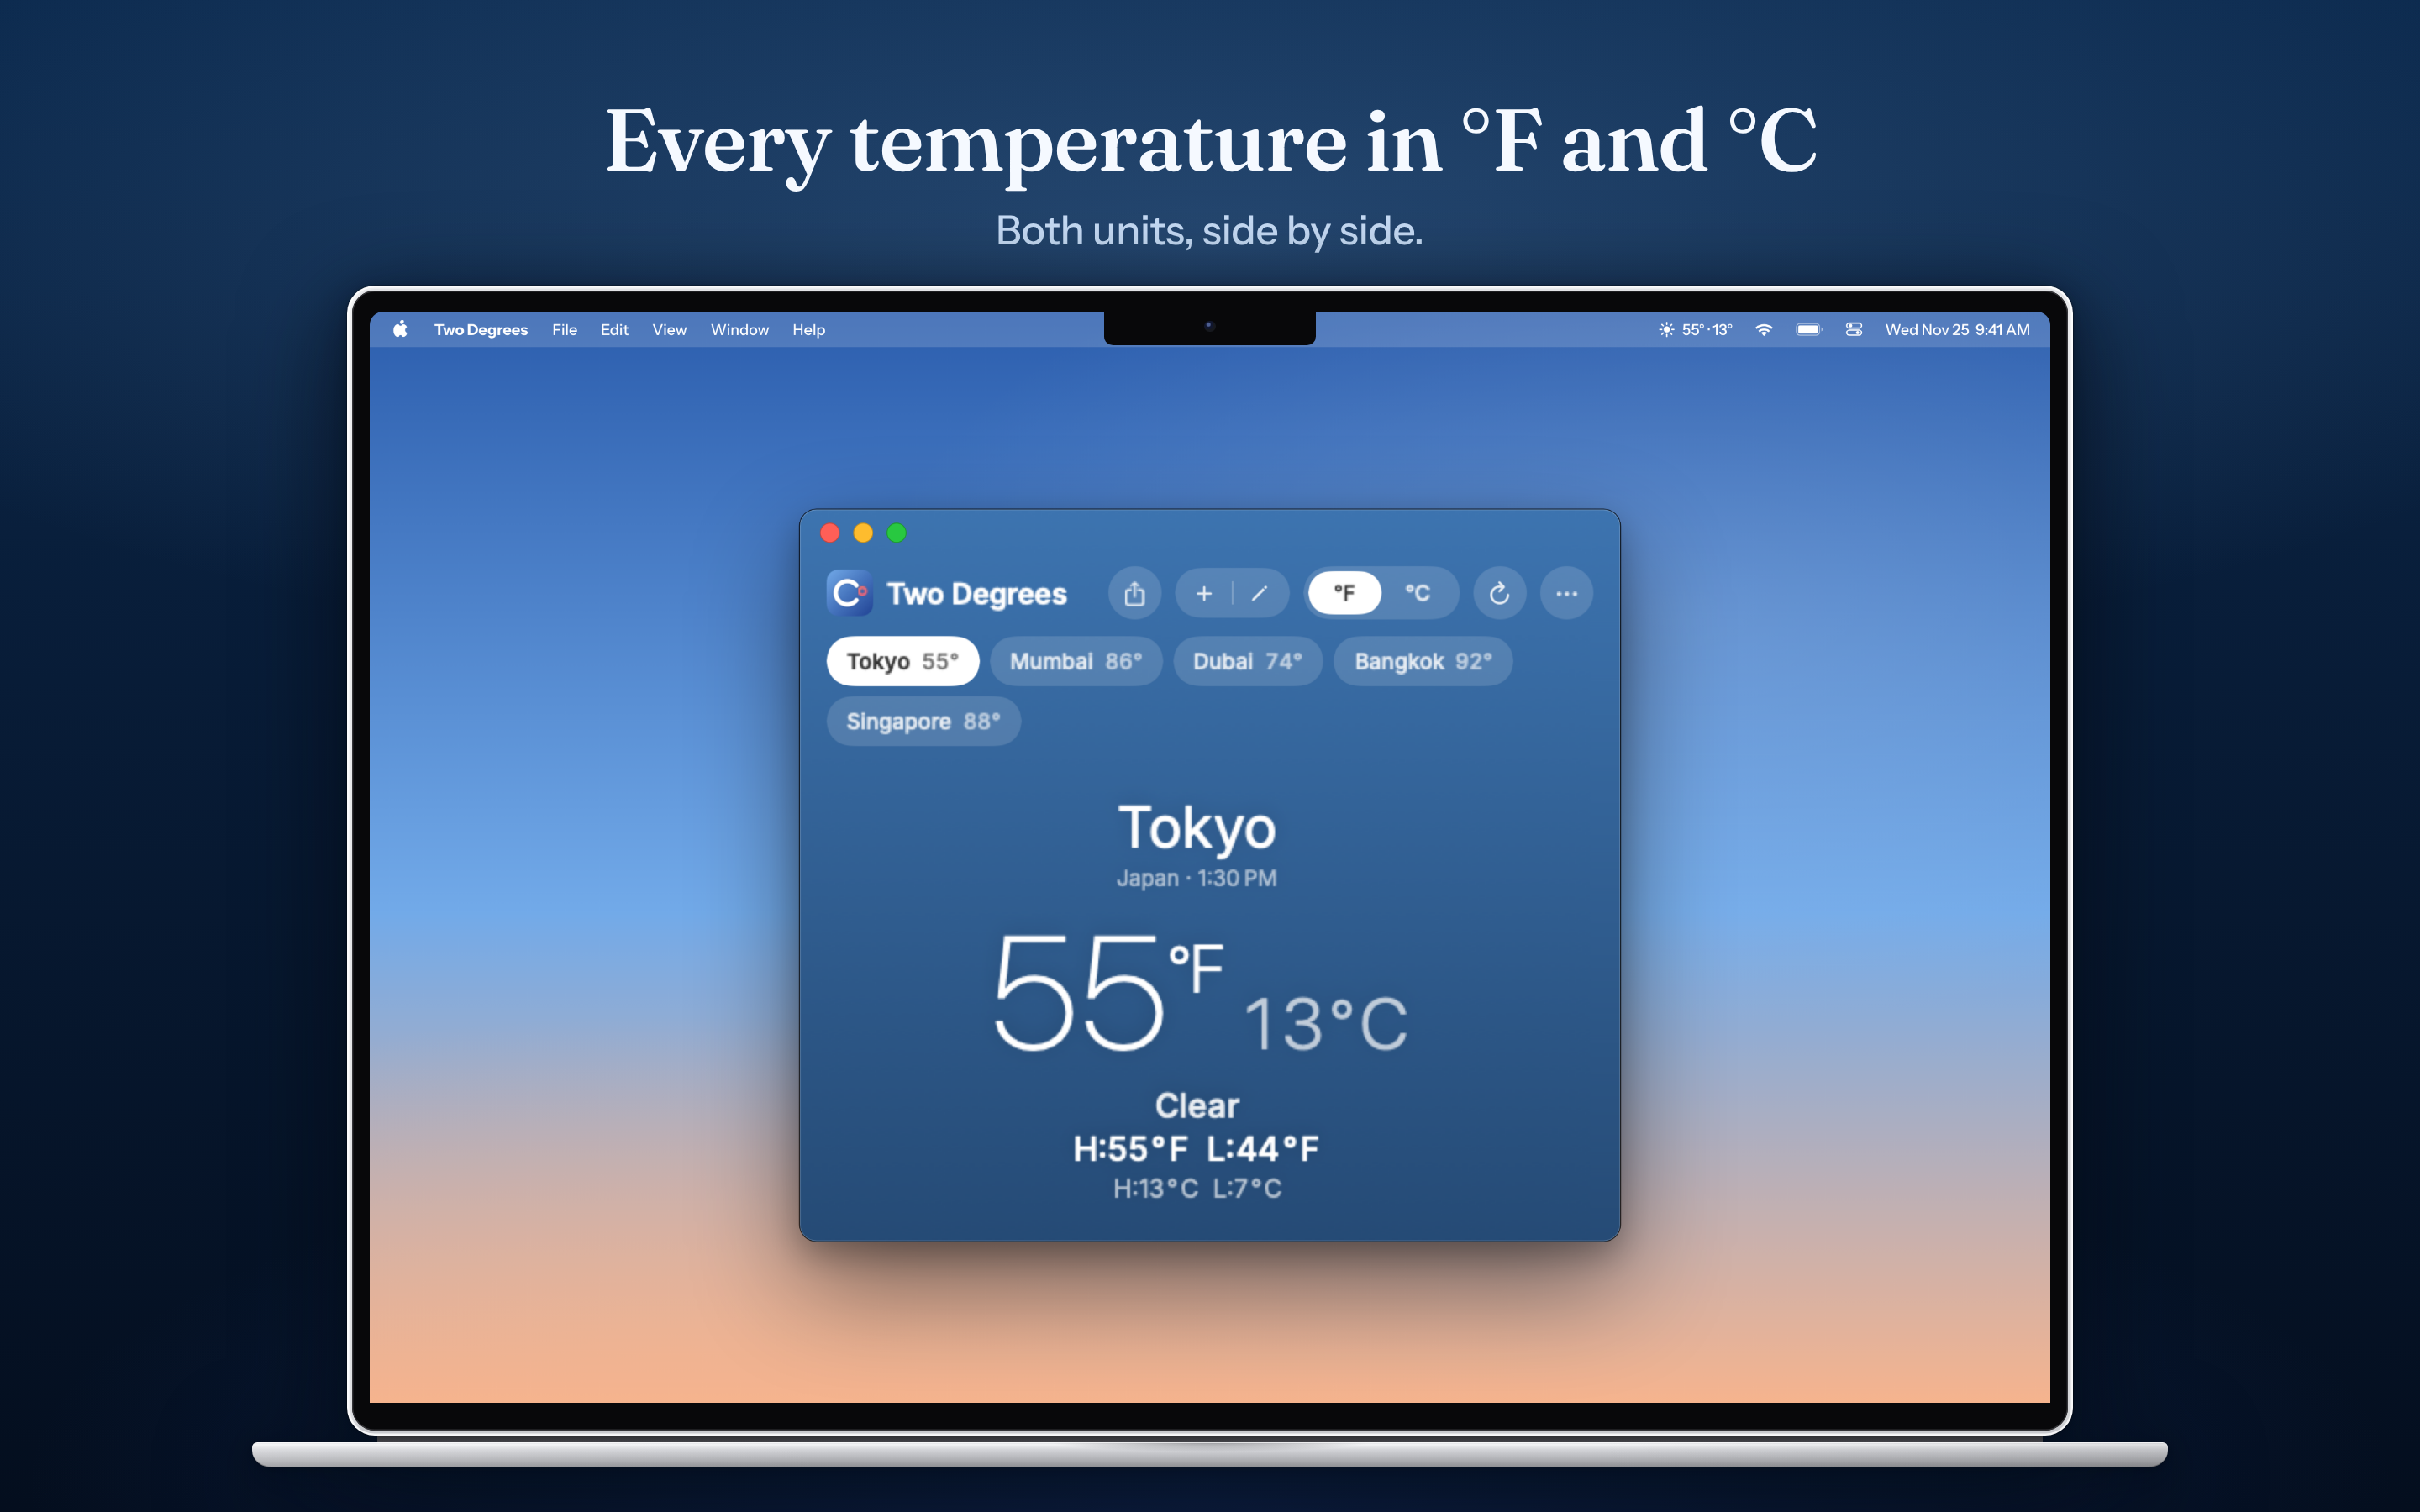 Every temperature in °F and °C
Both units, side by side.
Two Degrees File Edit View Window Help 55° · 13° Wed Nov 25 9:41 AM
Two Degrees °F °C
Tokyo 55° Mumbai 86° Dubai 74° Bangkok 92°
Singapore 88°
Tokyo
Japan · 1:30 PM
55°F 13°C
Clear
H:55°F L:44°F
H:13°C L:7°C